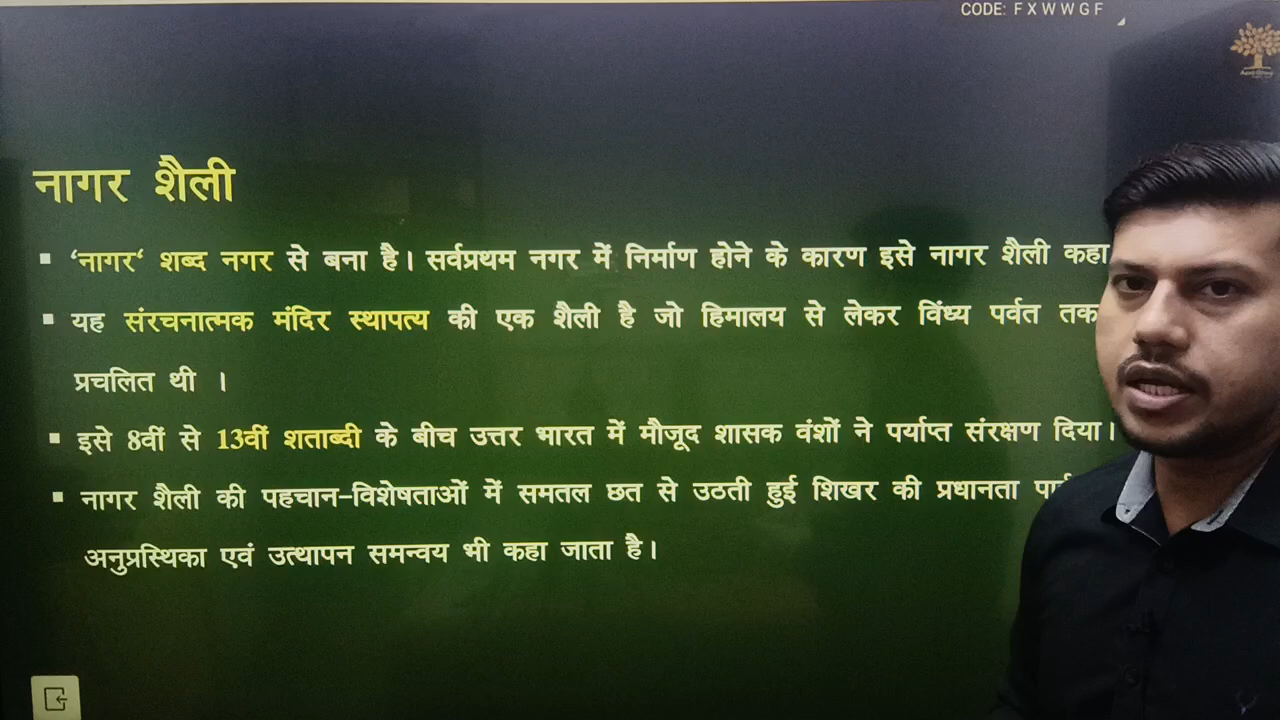 CODE: F X W W G F
नागर शैली
▪ ‘नागर‘ शब्द नगर से बना है। सर्वप्रथम नगर में निर्माण होने के कारण इसे नागर शैली कहा
▪ यह संरचनात्मक मंदिर स्थापत्य की एक शैली है जो हिमालय से लेकर विंध्य पर्वत तक
प्रचलित थी ।
▪ इसे 8वीं से 13वीं शताब्दी के बीच उत्तर भारत में मौजूद शासक वंशों ने पर्याप्त संरक्षण दिया।
▪ नागर शैली की पहचान-विशेषताओं में समतल छत से उठती हुई शिखर की प्रधानता
अनुप्रस्थिका एवं उत्थापन समन्वय भी कहा जाता है।